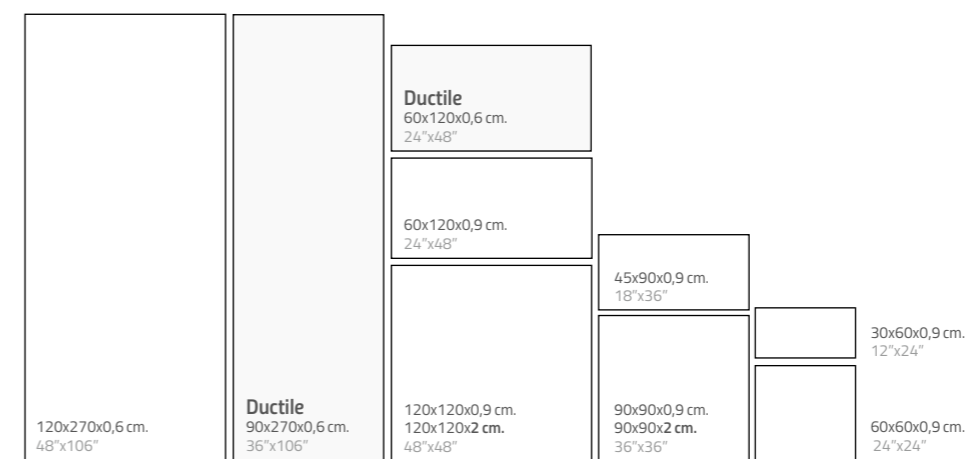 120x270x0,6 cm.
48”x106”
Ductile
90x270x0,6 cm.
36”x106”
Ductile
60x120x0,6 cm.
24”x48”
60x120x0,9 cm.
24”x48”
120x120x0,9 cm.
120x120x2 cm.
48”x48”
45x90x0,9 cm.
18”x36”
90x90x0,9 cm.
90x90x2 cm.
36”x36”
30x60x0,9 cm.
12”x24”
60x60x0,9 cm.
24”x24”